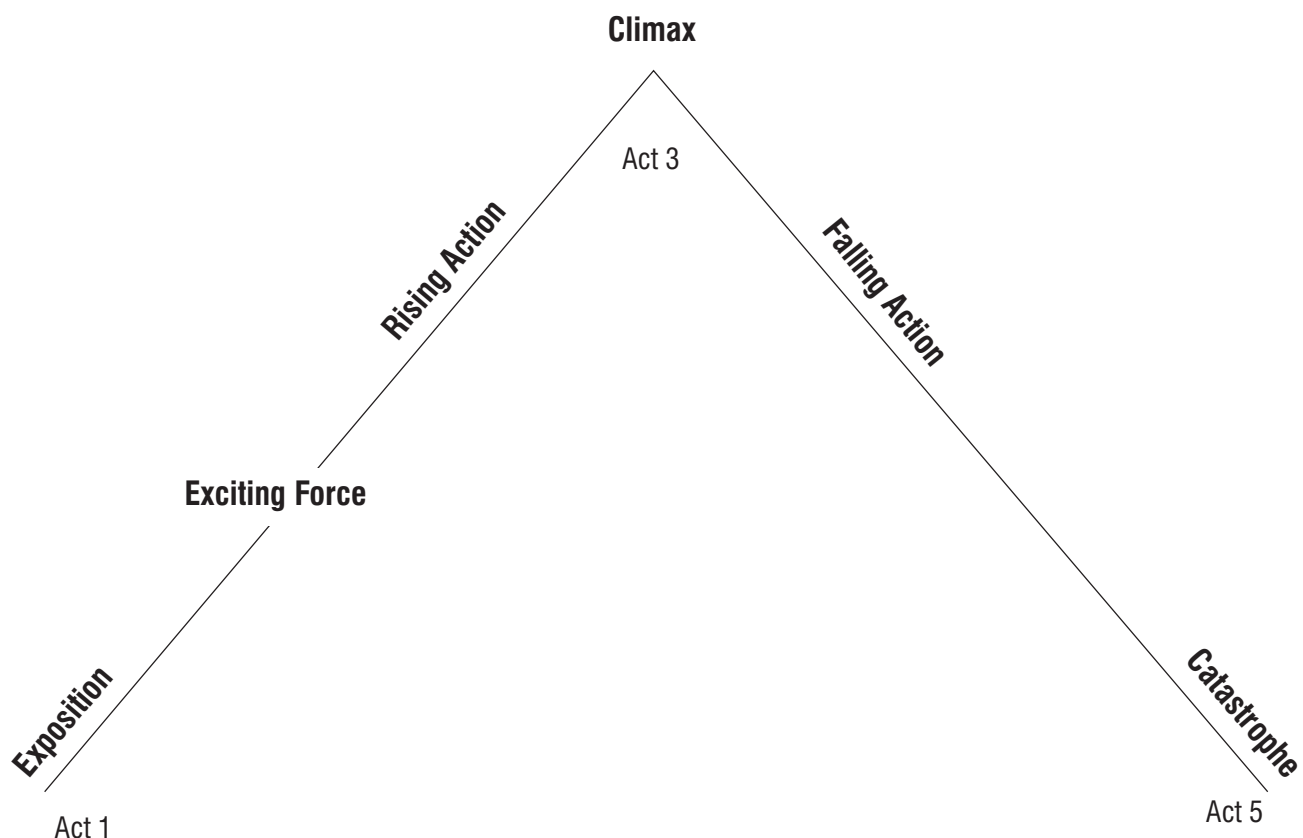 Climax
Act 3
Rising Action
Falling Action
Exciting Force
Exposition
Catastrophe
Act 1
Act 5